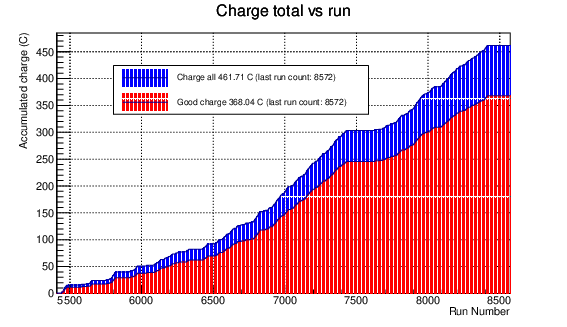 Charge total vs run
Accumulated charge (C)
450
400
350
300
250
200
150
100
50
0
Charge all 461.71 C (last run count: 8572)
Good charge 368.04 C (last run count: 8572)
5500 6000 6500 7000 7500 8000 8500
Run Number